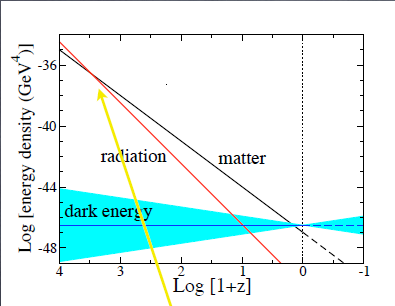 Log [energy density (GeV⁴)]
-36
-40
-44
-48
radiation
matter
dark energy
4
3
2
1
0
-1
Log [1+z]